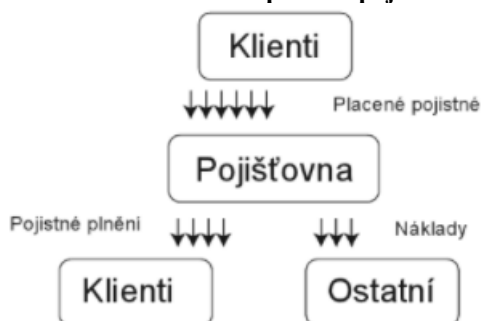 Klienti
Placené pojistné
Pojišťovna
Pojistné plnění
Náklady
Klienti
Ostatní